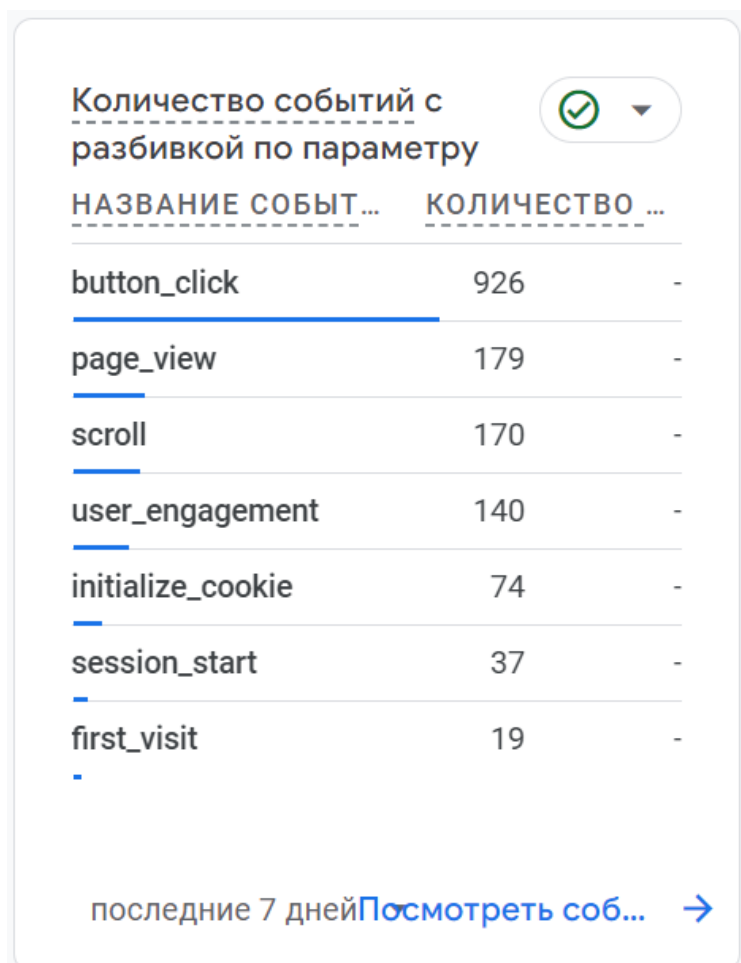 Количество событий с
разбивкой по параметру
НАЗВАНИЕ СОБЫТ... КОЛИЧЕСТВО ...
button_click 926 -
page_view 179 -
scroll 170 -
user_engagement 140 -
initialize_cookie 74 -
session_start 37 -
first_visit 19 -
последние 7 дней Посмотреть соб...